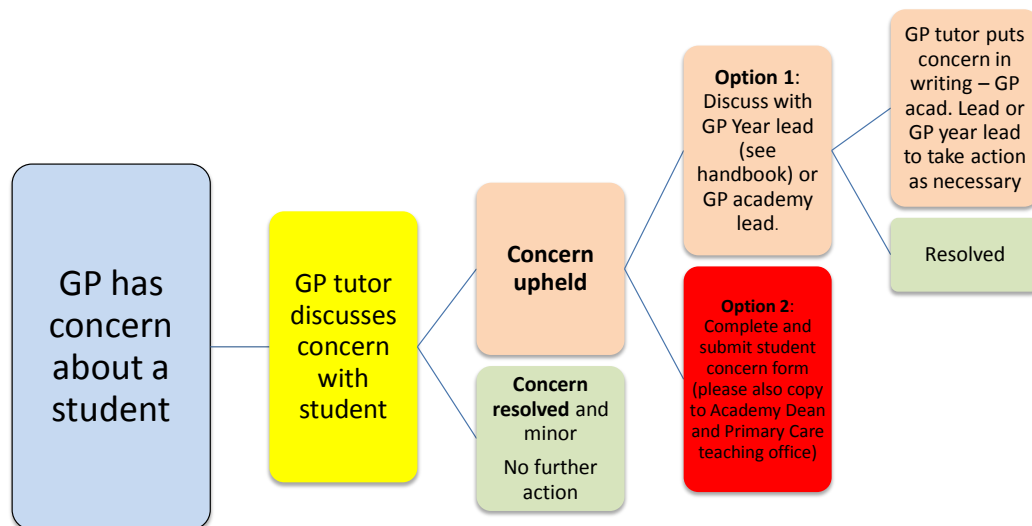 GP has
concern
about a
student
GP tutor
discusses
concern
with
student
Concern
upheld
Concern
resolved and
minor
No further
action
Option 1:
Discuss with
GP Year lead
(see
handbook) or
GP academy
lead.
Option 2:
Complete and
submit student
concern form
(please also copy
to Academy Dean
and Primary Care
teaching office)
GP tutor puts
concern in
writing – GP
acad. Lead or
GP year lead
to take action
as necessary
Resolved